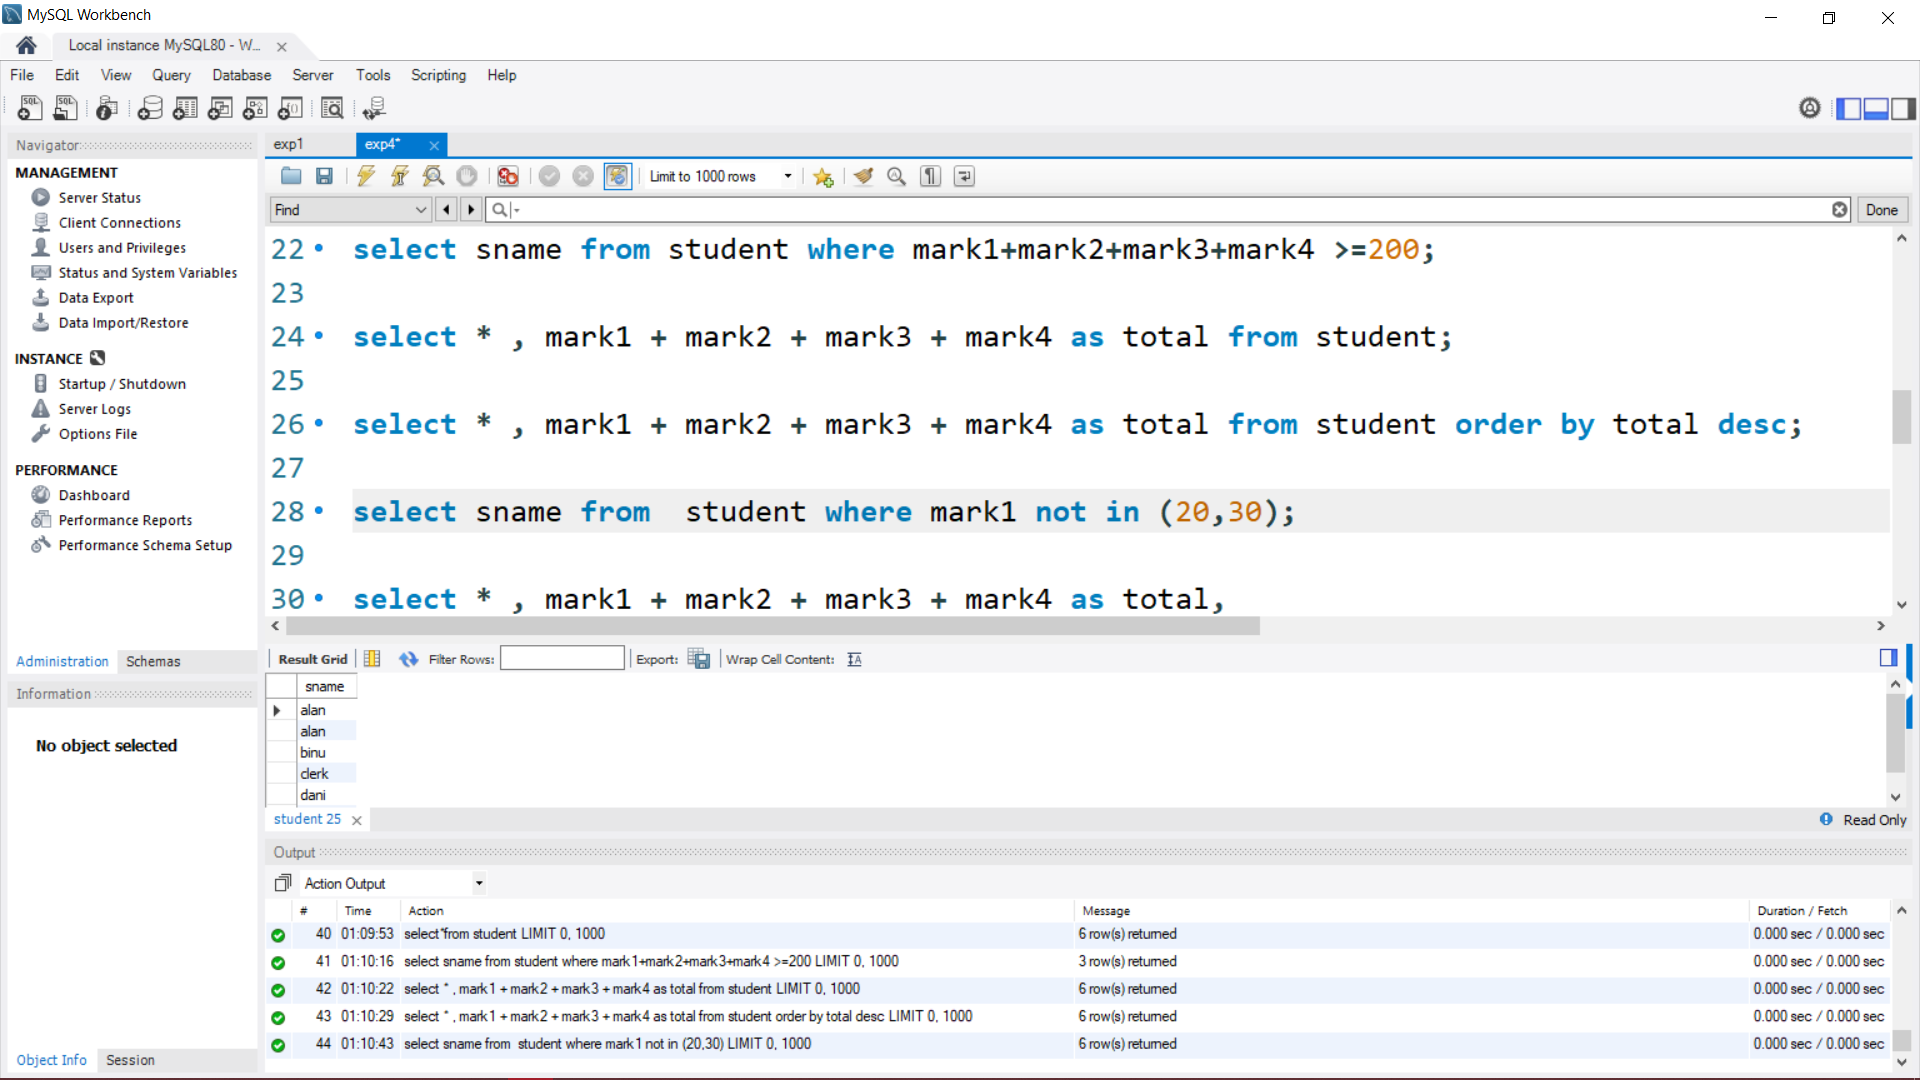 MySQL Workbench
Local instance MySQL80 - W...
File Edit View Query Database Server Tools Scripting Help
Navigator
MANAGEMENT
Server Status
Client Connections
Users and Privileges
Status and System Variables
Data Export
Data Import/Restore
INSTANCE
Startup / Shutdown
Server Logs
Options File
PERFORMANCE
Dashboard
Performance Reports
Performance Schema Setup
Administration Schemas
Information
No object selected
Object Info Session
exp1 exp4*
Limit to 1000 rows
Find Done
22 select sname from student where mark1+mark2+mark3+mark4 >=200;
23
24 select * , mark1 + mark2 + mark3 + mark4 as total from student;
25
26 select * , mark1 + mark2 + mark3 + mark4 as total from student order by total desc;
27
28 select sname from  student where mark1 not in (20,30);
29
30 select * , mark1 + mark2 + mark3 + mark4 as total,
Result Grid Filter Rows: Export: Wrap Cell Content:
sname
alan
alan
binu
clerk
dani
student 25 Read Only
Output
Action Output
# Time Action Message Duration / Fetch
40 01:09:53 select*from student LIMIT 0, 1000 6 row(s) returned 0.000 sec / 0.000 sec
41 01:10:16 select sname from student where mark1+mark2+mark3+mark4 >=200 LIMIT 0, 1000 3 row(s) returned 0.000 sec / 0.000 sec
42 01:10:22 select * , mark1 + mark2 + mark3 + mark4 as total from student LIMIT 0, 1000 6 row(s) returned 0.000 sec / 0.000 sec
43 01:10:29 select * , mark1 + mark2 + mark3 + mark4 as total from student order by total desc LIMIT 0, 1000 6 row(s) returned 0.000 sec / 0.000 sec
44 01:10:43 select sname from  student where mark1 not in (20,30) LIMIT 0, 1000 6 row(s) returned 0.000 sec / 0.000 sec